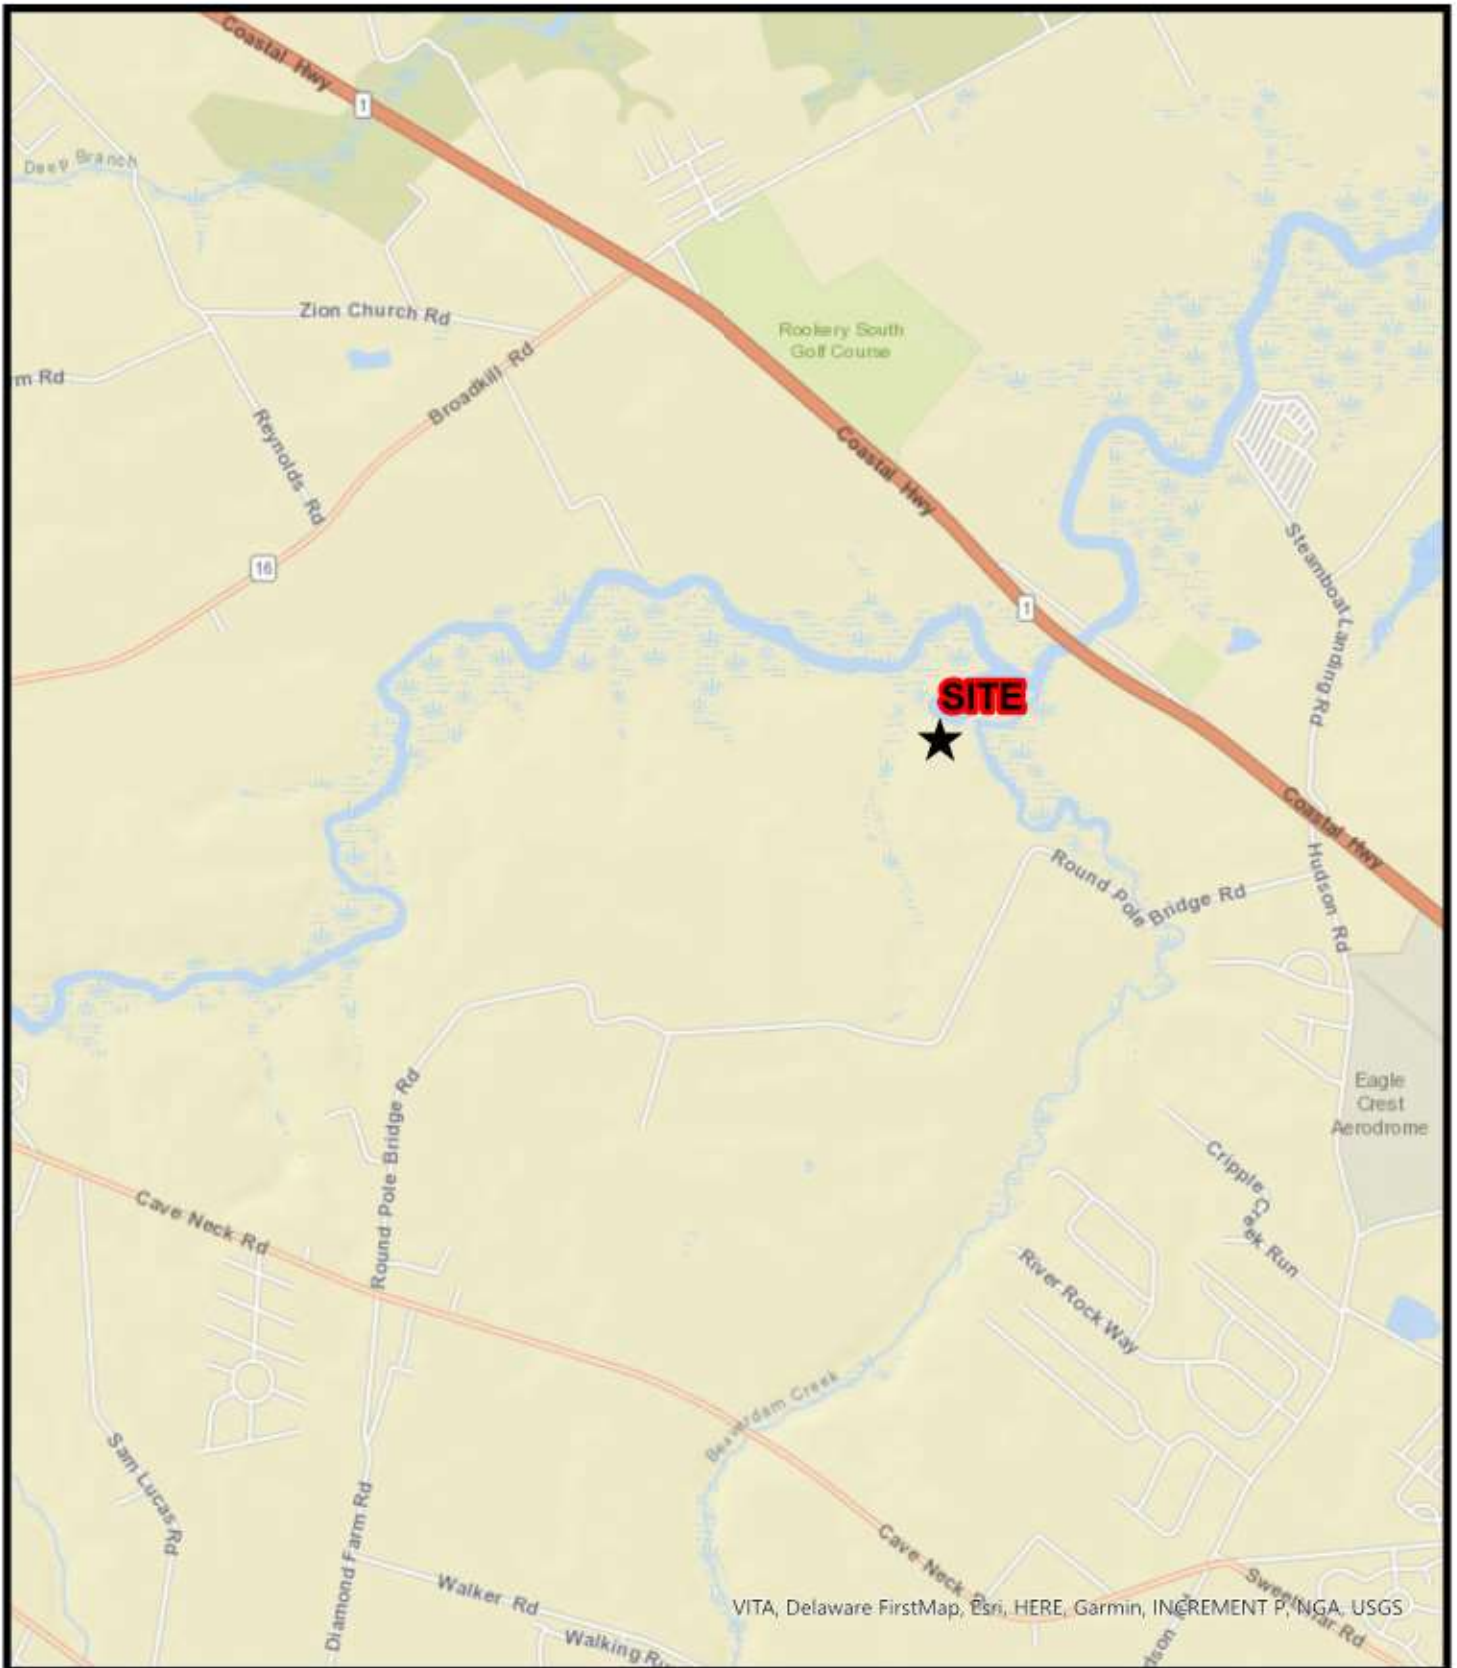 Coastal Hwy
1
Deep Branch
Zion Church Rd
Rookery South
Golf Course
m Rd
Broadkill Rd
Reynolds Rd
Coastal Hwy
16
Steamboat Landing Rd
1
SITE
Coastal Hwy
Round Pole Bridge Rd
Hudson Rd
Eagle
Crest
Aerodrome
Round Pole Bridge Rd
Cripple Creek Run
Cave Neck Rd
River Rock Way
Beaverdam Creek
Sam Lucas Rd
Diamond Farm Rd
Cave Neck
Walker Rd
Sweetbriar Rd
VITA, Delaware FirstMap, Esri, HERE, Garmin, INCREMENT P, NGA, USGS
Walking Ru
dson